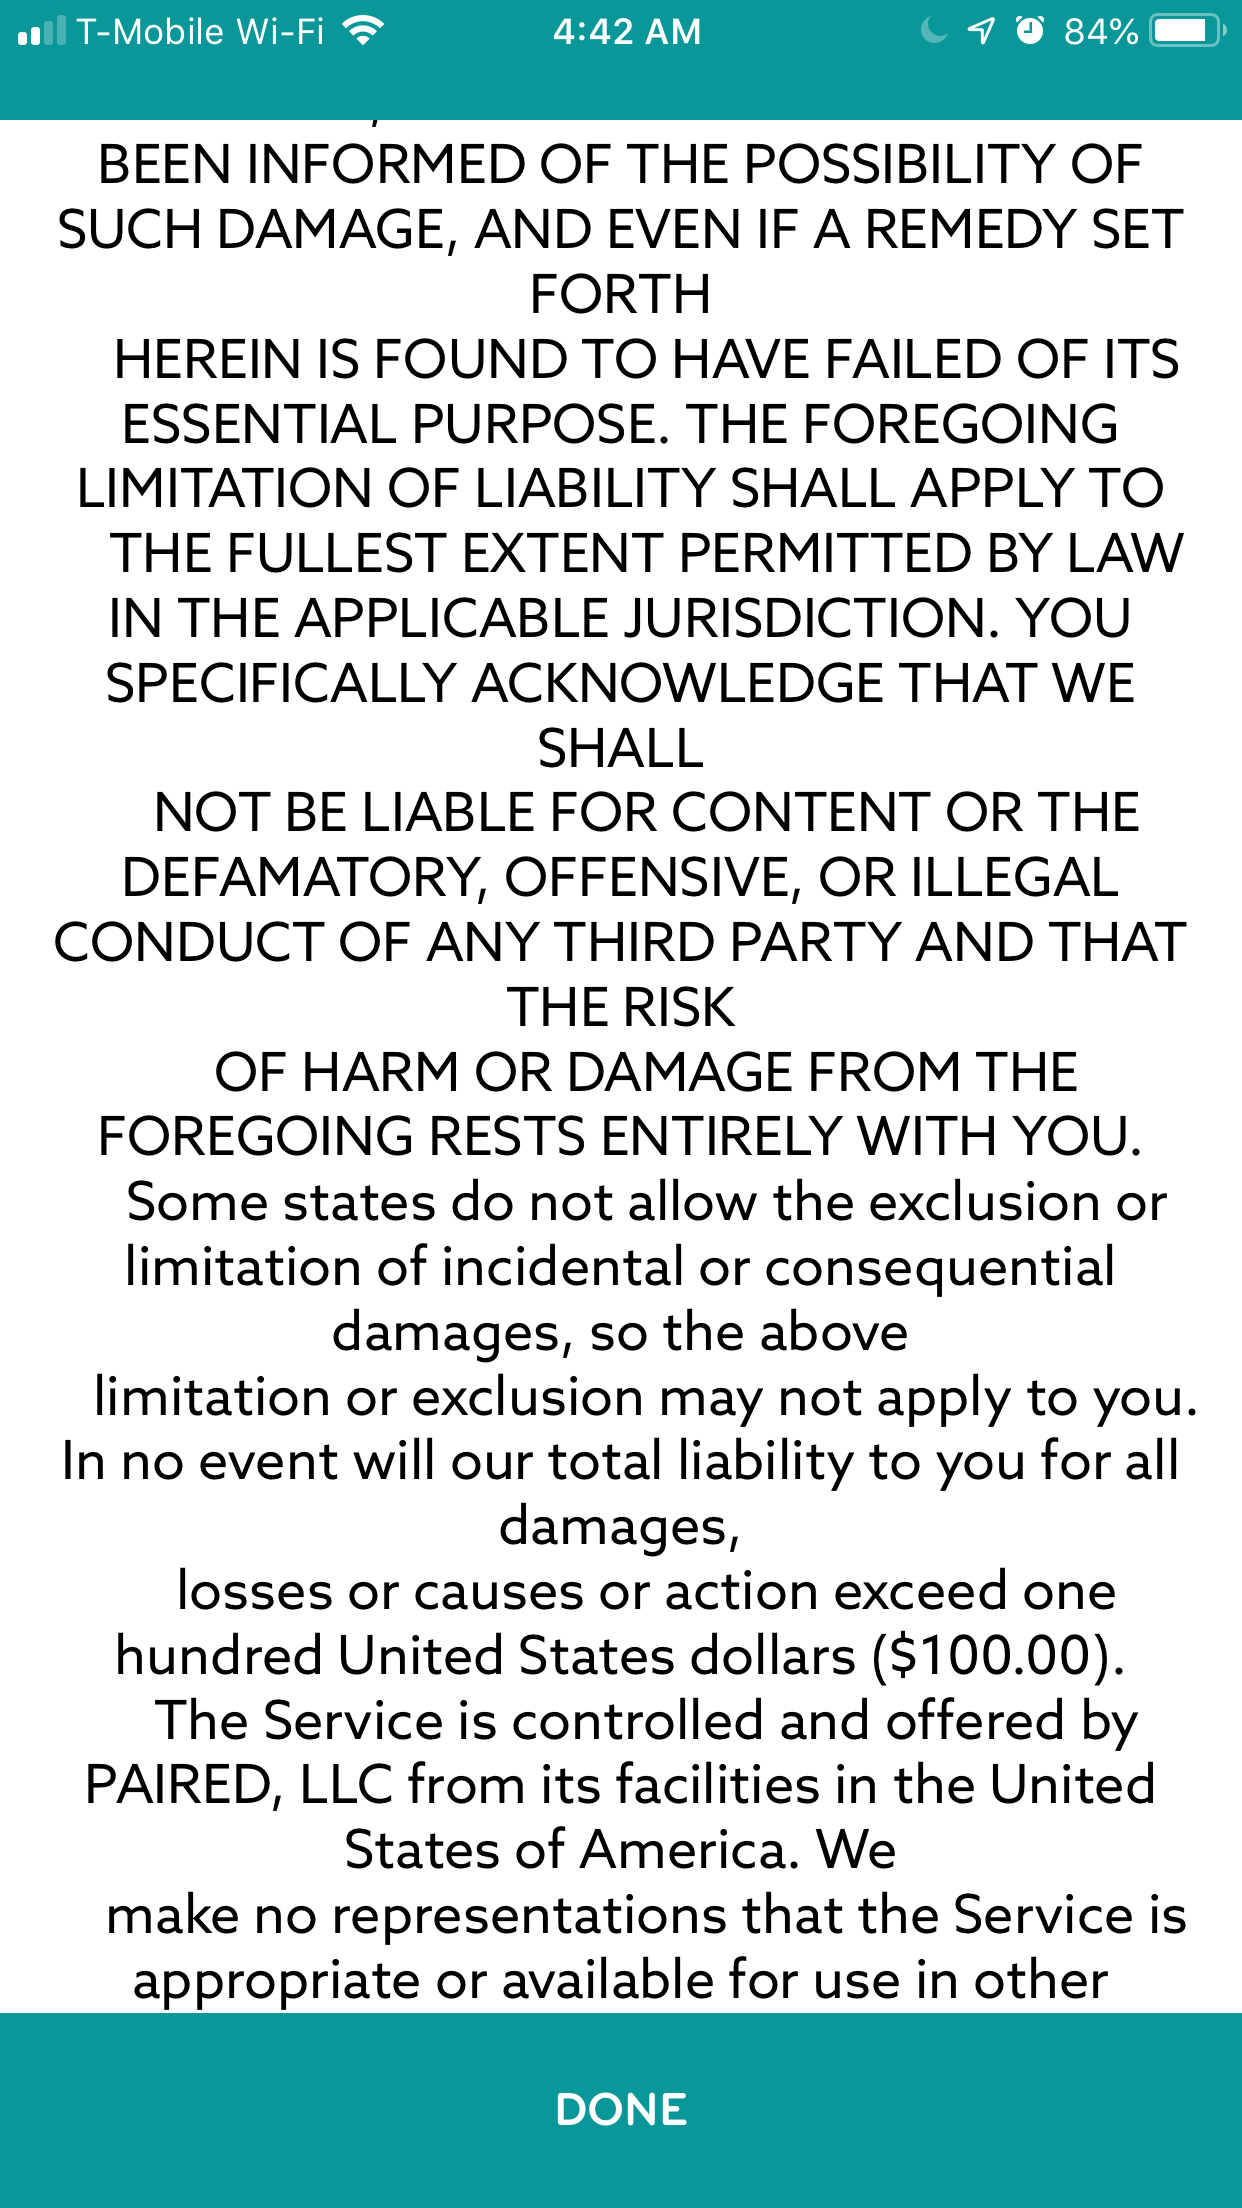 T-Mobile Wi-Fi 4:42 AM 84%
BEEN INFORMED OF THE POSSIBILITY OF
SUCH DAMAGE, AND EVEN IF A REMEDY SET
FORTH
HEREIN IS FOUND TO HAVE FAILED OF ITS
ESSENTIAL PURPOSE. THE FOREGOING
LIMITATION OF LIABILITY SHALL APPLY TO
THE FULLEST EXTENT PERMITTED BY LAW
IN THE APPLICABLE JURISDICTION. YOU
SPECIFICALLY ACKNOWLEDGE THAT WE
SHALL
NOT BE LIABLE FOR CONTENT OR THE
DEFAMATORY, OFFENSIVE, OR ILLEGAL
CONDUCT OF ANY THIRD PARTY AND THAT
THE RISK
OF HARM OR DAMAGE FROM THE
FOREGOING RESTS ENTIRELY WITH YOU.
Some states do not allow the exclusion or
limitation of incidental or consequential
damages, so the above
limitation or exclusion may not apply to you.
In no event will our total liability to you for all
damages,
losses or causes or action exceed one
hundred United States dollars ($100.00).
The Service is controlled and offered by
PAIRED, LLC from its facilities in the United
States of America. We
make no representations that the Service is
appropriate or available for use in other
DONE